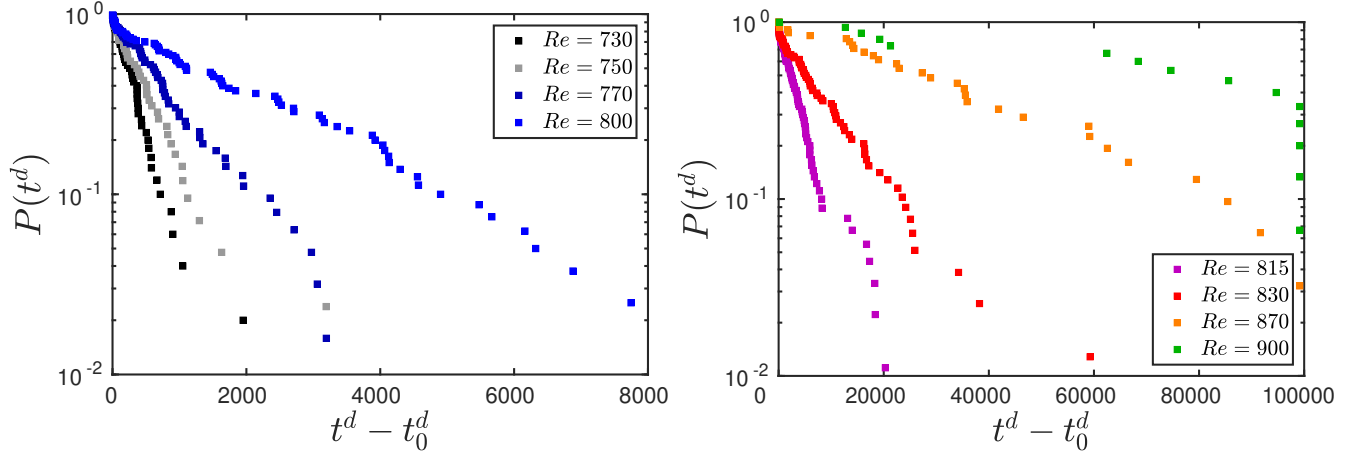 10^0
10^{-1}
10^{-2}
P(t^d)
0
2000
4000
6000
8000
t^d − t_0^d
Re = 730
Re = 750
Re = 770
Re = 800
10^0
10^{-1}
10^{-2}
P(t^d)
0
20000
40000
60000
80000
100000
t^d − t_0^d
Re = 815
Re = 830
Re = 870
Re = 900